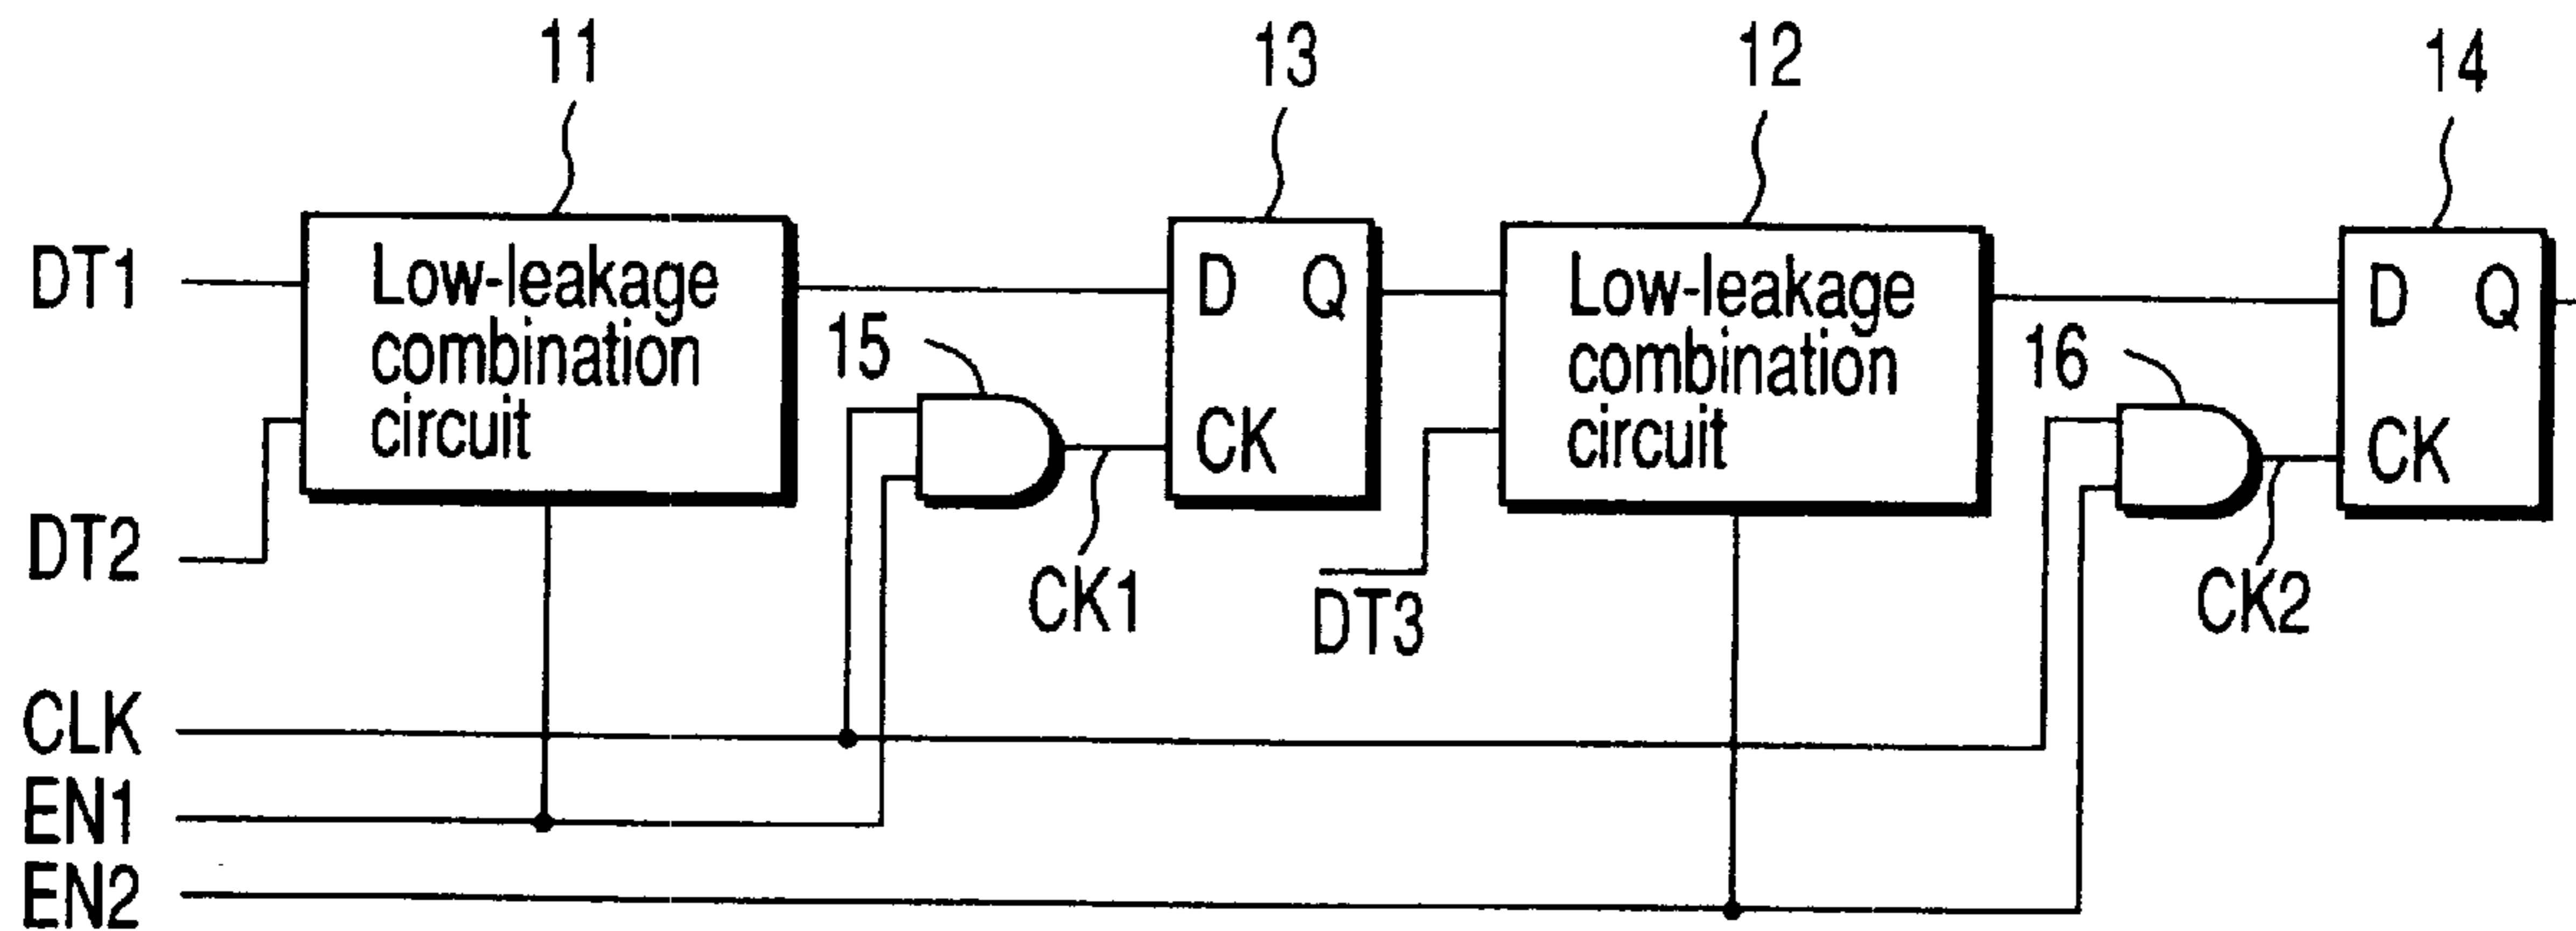 11
13
12
14
DT1
Low-leakage
combination
circuit
15
D Q
CK
Low-leakage
combination
circuit
16
D Q
CK
DT2
CK1
DT3
CK2
CLK
EN1
EN2